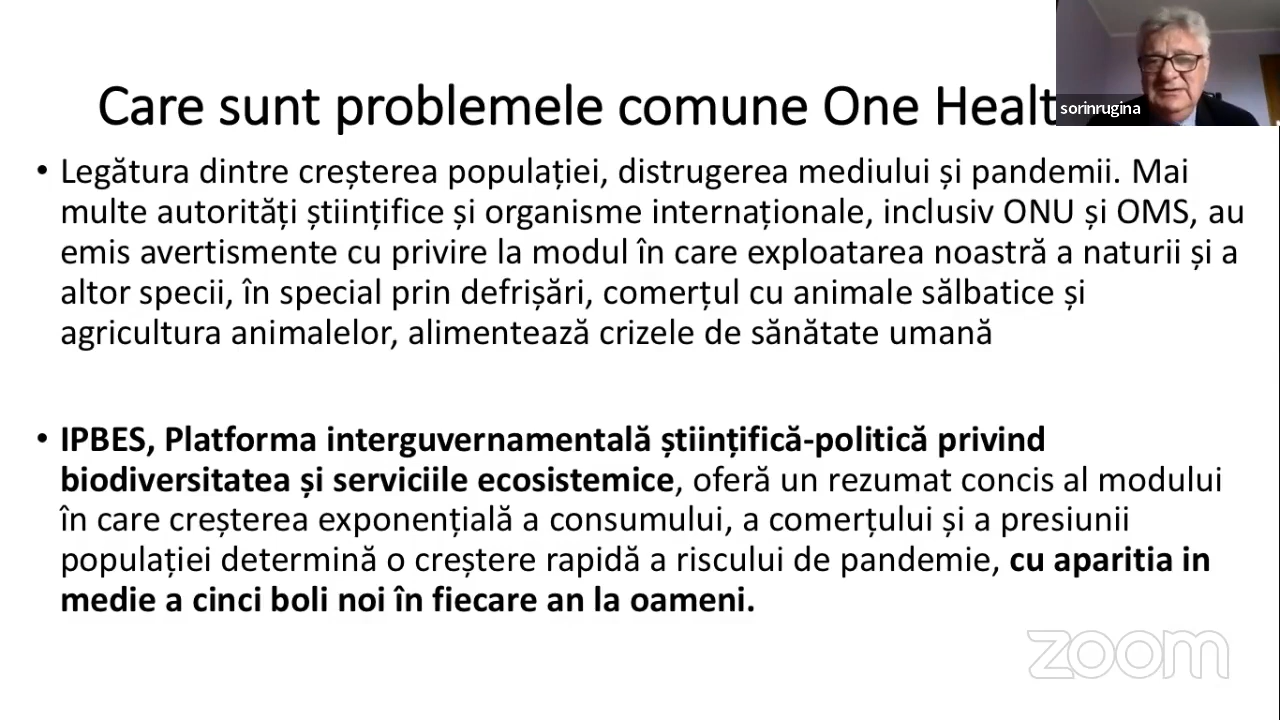 Care sunt problemele comune One Healt
sorinrugina
• Legătura dintre creșterea populației, distrugerea mediului și pandemii. Mai
multe autorități științifice și organisme internaționale, inclusiv ONU și OMS, au
emis avertismente cu privire la modul în care exploatarea noastră a naturii și a
altor specii, în special prin defrișări, comerțul cu animale sălbatice și
agricultura animalelor, alimentează crizele de sănătate umană
• IPBES, Platforma interguvernamentală științifică-politică privind
biodiversitatea și serviciile ecosistemice, oferă un rezumat concis al modului
în care creșterea exponențială a consumului, a comerțului și a presiunii
populației determină o creștere rapidă a riscului de pandemie, cu aparitia in
medie a cinci boli noi în fiecare an la oameni.
zoom